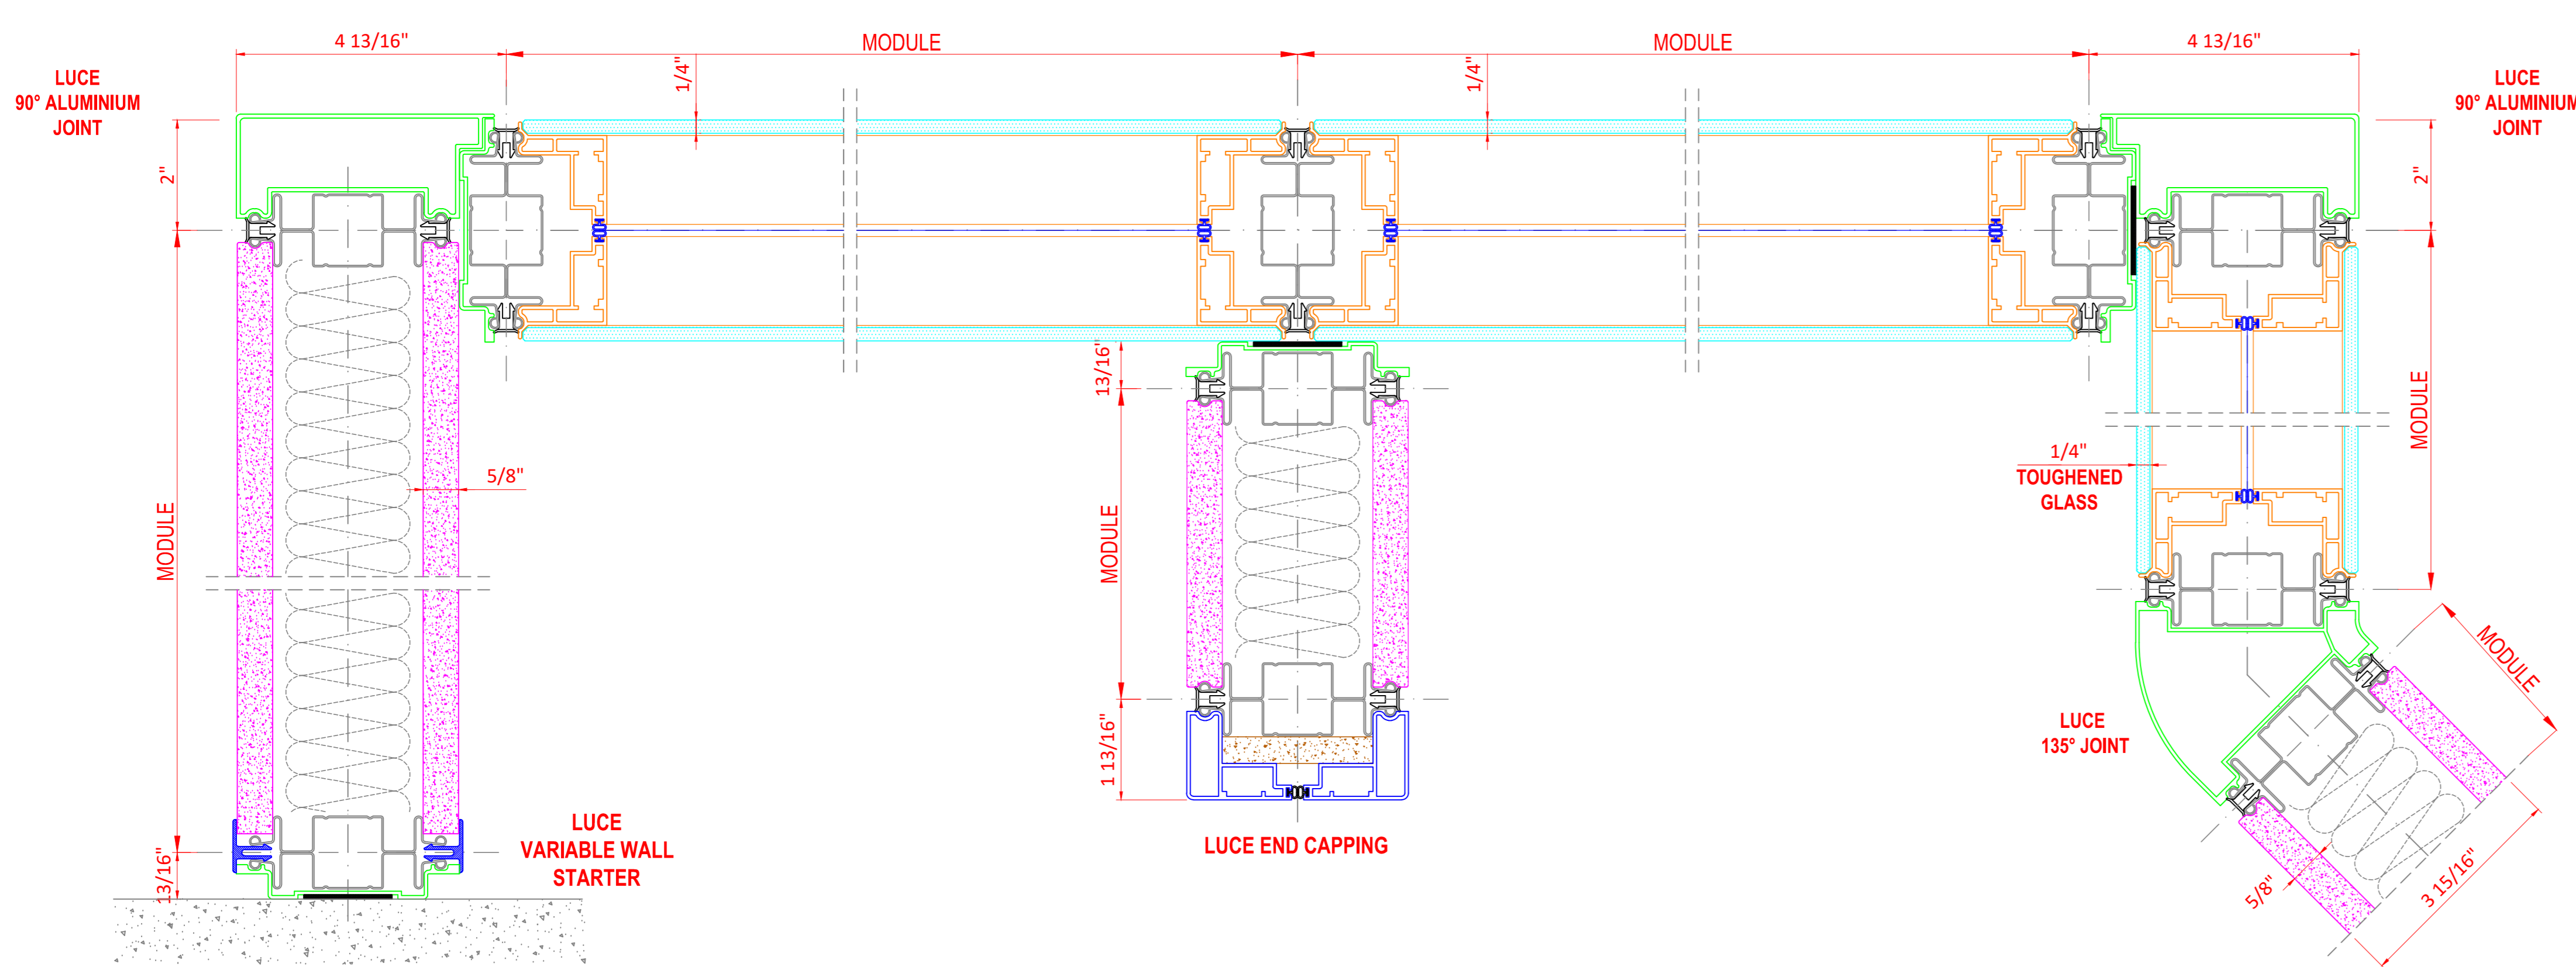 4 13/16"
MODULE
MODULE
4 13/16"
LUCE
90° ALUMINIUM
JOINT
1/4"
1/4"
LUCE
90° ALUMINIUM
JOINT
2"
2"
13/16"
MODULE
5/8"
MODULE
MODULE
1/4"
TOUGHENED
GLASS
MODULE
LUCE
135° JOINT
1 13/16"
LUCE
VARIABLE WALL
STARTER
LUCE END CAPPING
13/16"
5/8"
3 15/16"